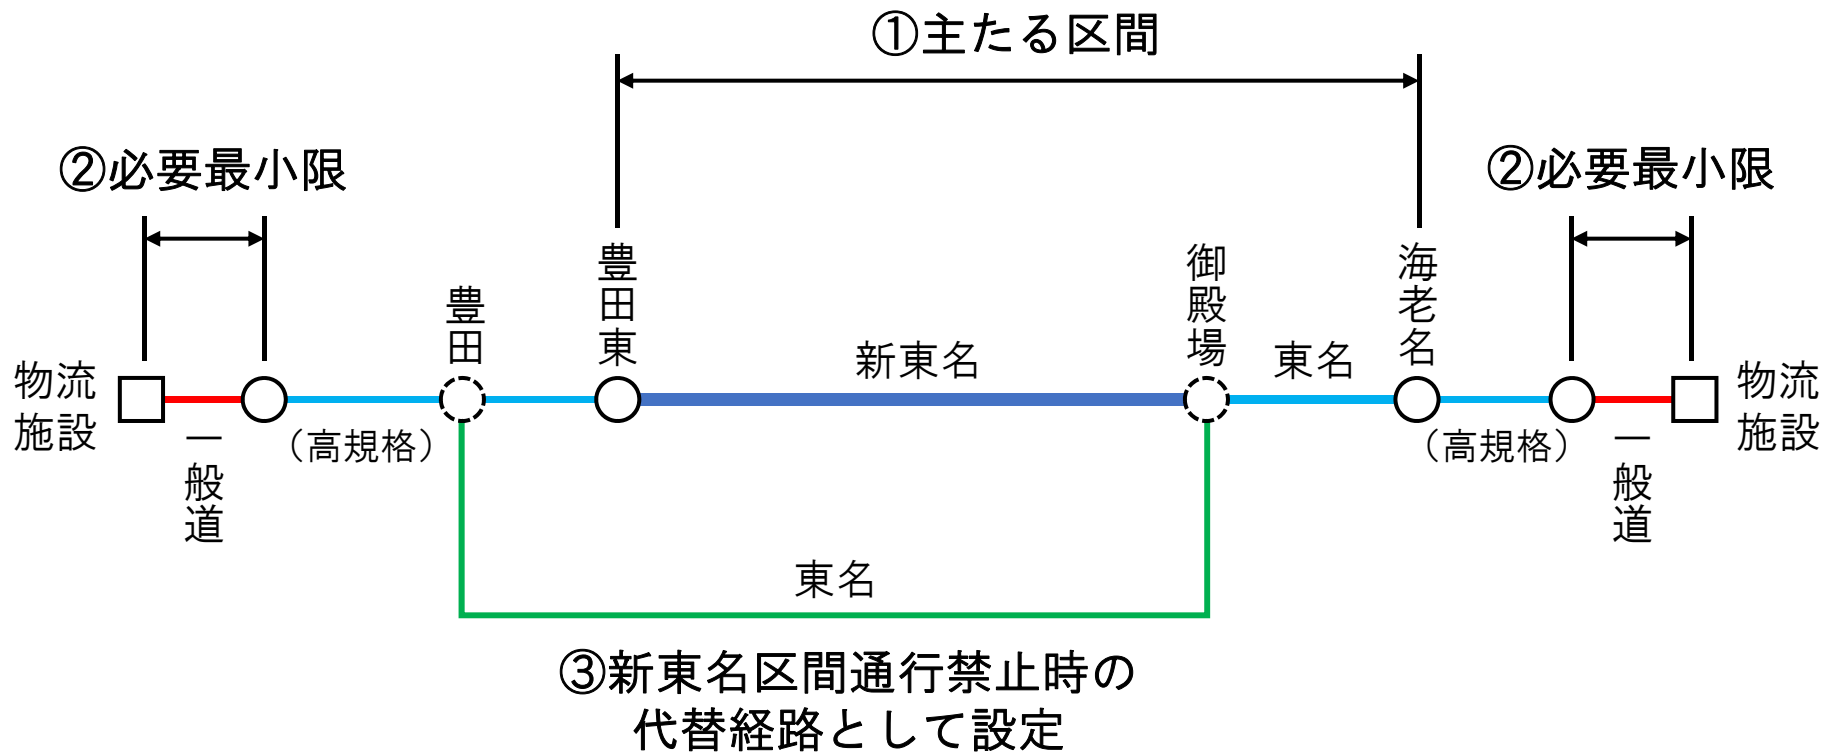 ①主たる区間
②必要最小限
②必要最小限
豊田
豊田東
御殿場
海老名
新東名
東名
物流
施設
物流
施設
一般道
（高規格）
（高規格）
一般道
東名
③新東名区間通行禁止時の
代替経路として設定